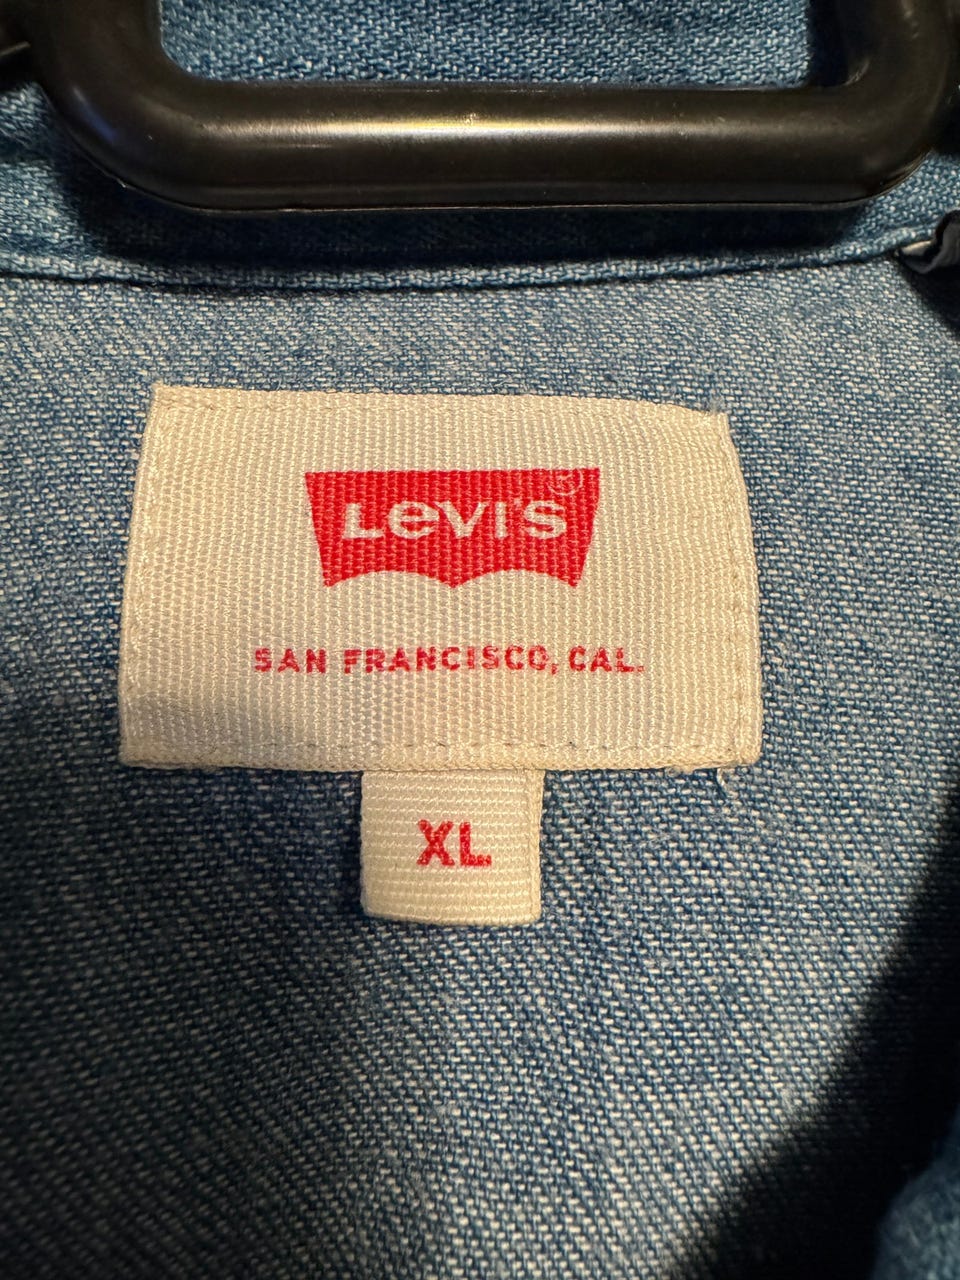 LEVI'S®
SAN FRANCISCO, CAL.
XL